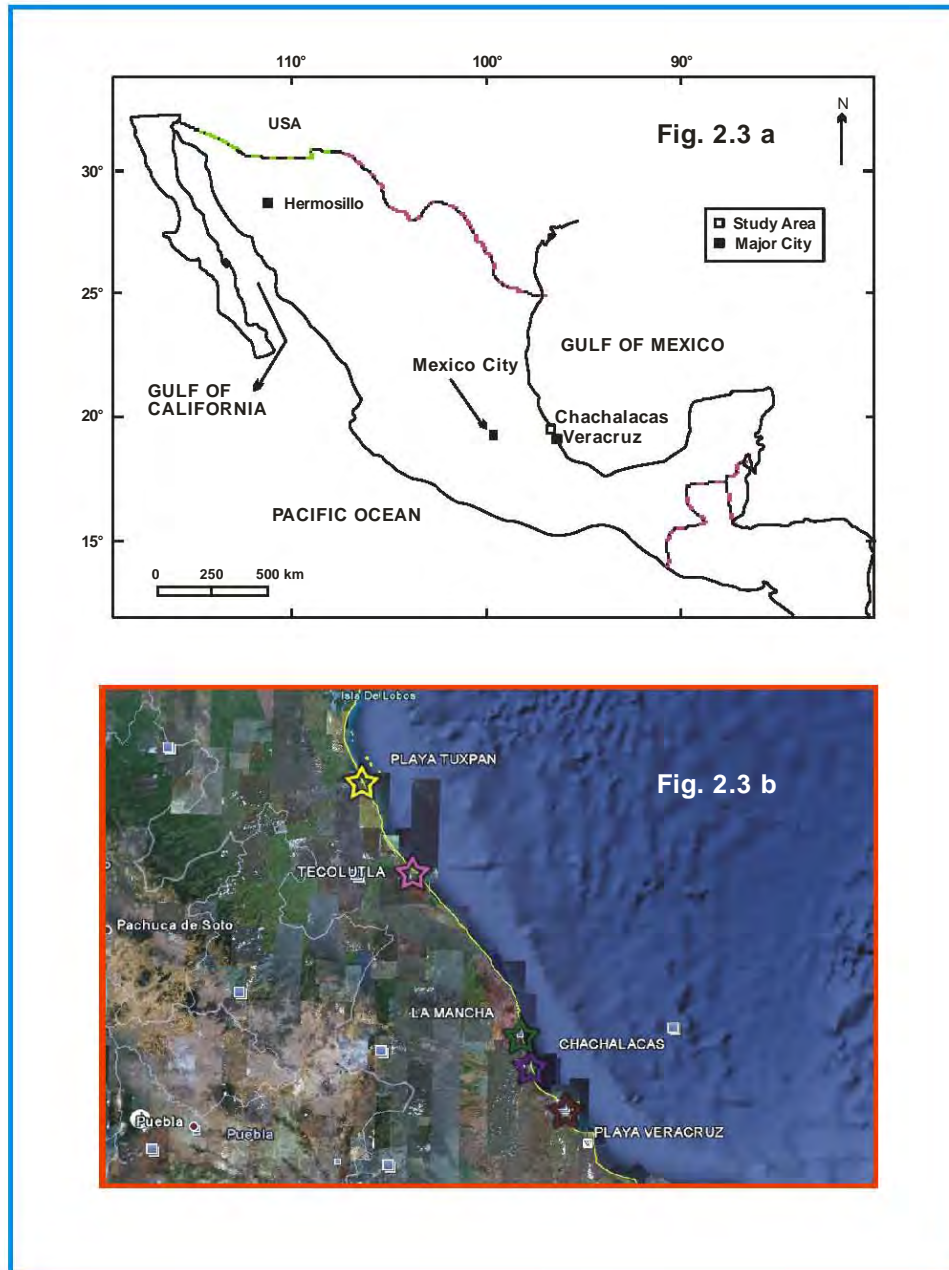 110°
100°
90°
N
USA
Fig. 2.3 a
30°
Hermosillo
Study Area
Major City
25°
GULF OF MEXICO
Mexico City
GULF OF
CALIFORNIA
20°
Chachalacas
Veracruz
PACIFIC OCEAN
15°
0 250 500 km
Isla De Lobos
PLAYA TUXPAN
Fig. 2.3 b
TECOLUTLA
Pachuca de Soto
LA MANCHA
CHACHALACAS
Puebla
Puebla
PLAYA VERACRUZ